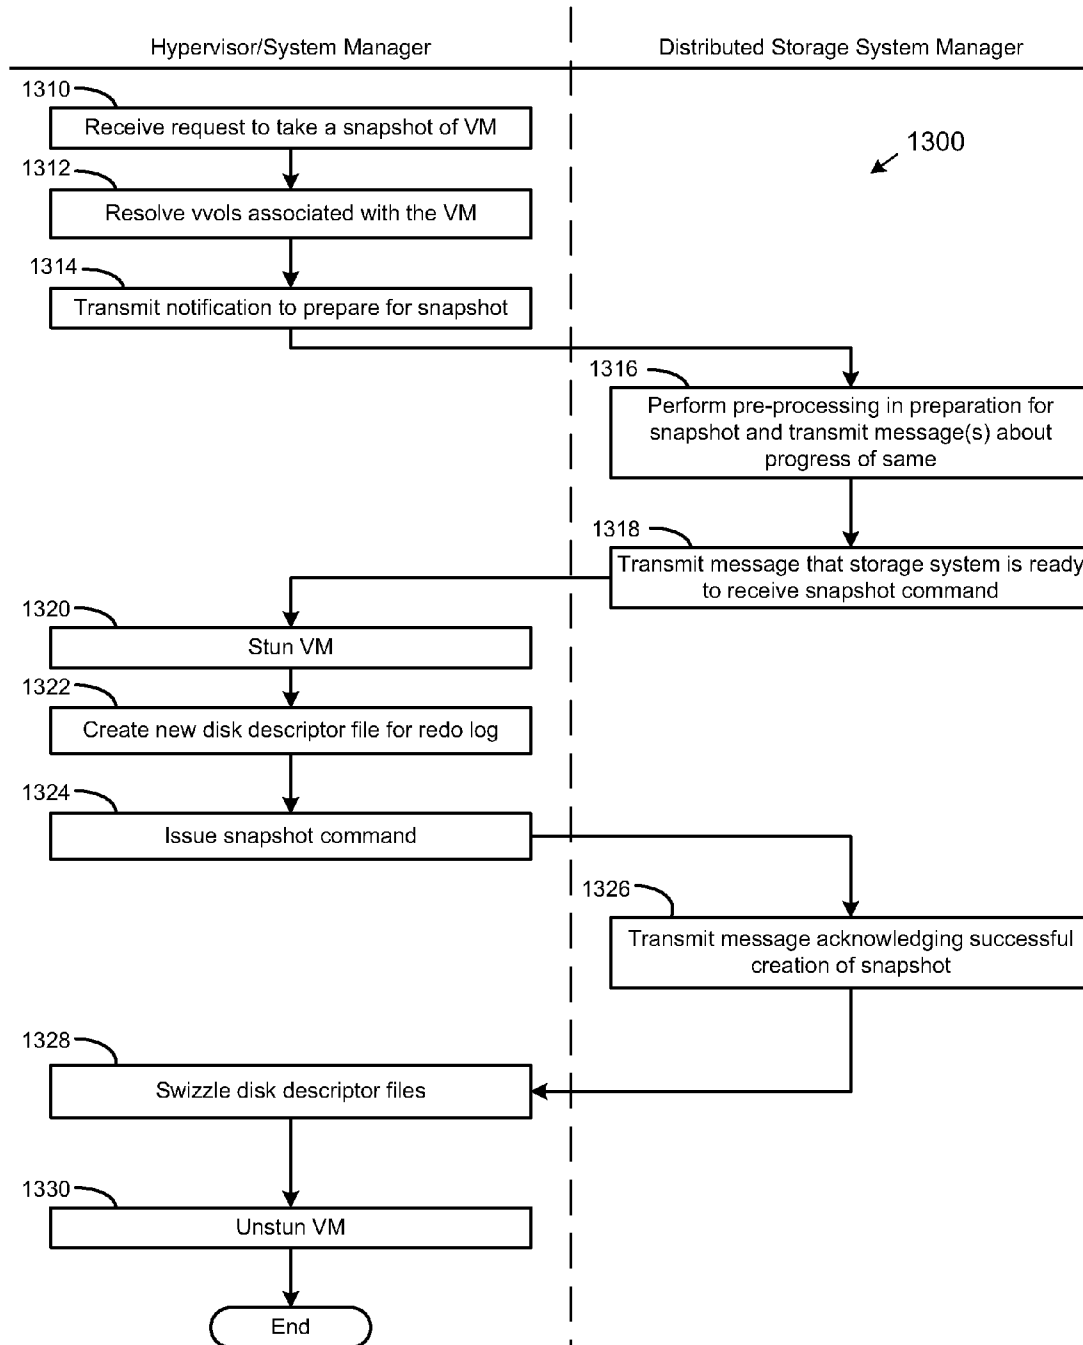 Hypervisor/System Manager
Distributed Storage System Manager
1300
1310
Receive request to take a snapshot of VM
1312
Resolve vvols associated with the VM
1314
Transmit notification to prepare for snapshot
1316
Perform pre-processing in preparation for
snapshot and transmit message(s) about
progress of same
1318
Transmit message that storage system is ready
to receive snapshot command
1320
Stun VM
1322
Create new disk descriptor file for redo log
1324
Issue snapshot command
1326
Transmit message acknowledging successful
creation of snapshot
1328
Swizzle disk descriptor files
1330
Unstun VM
End